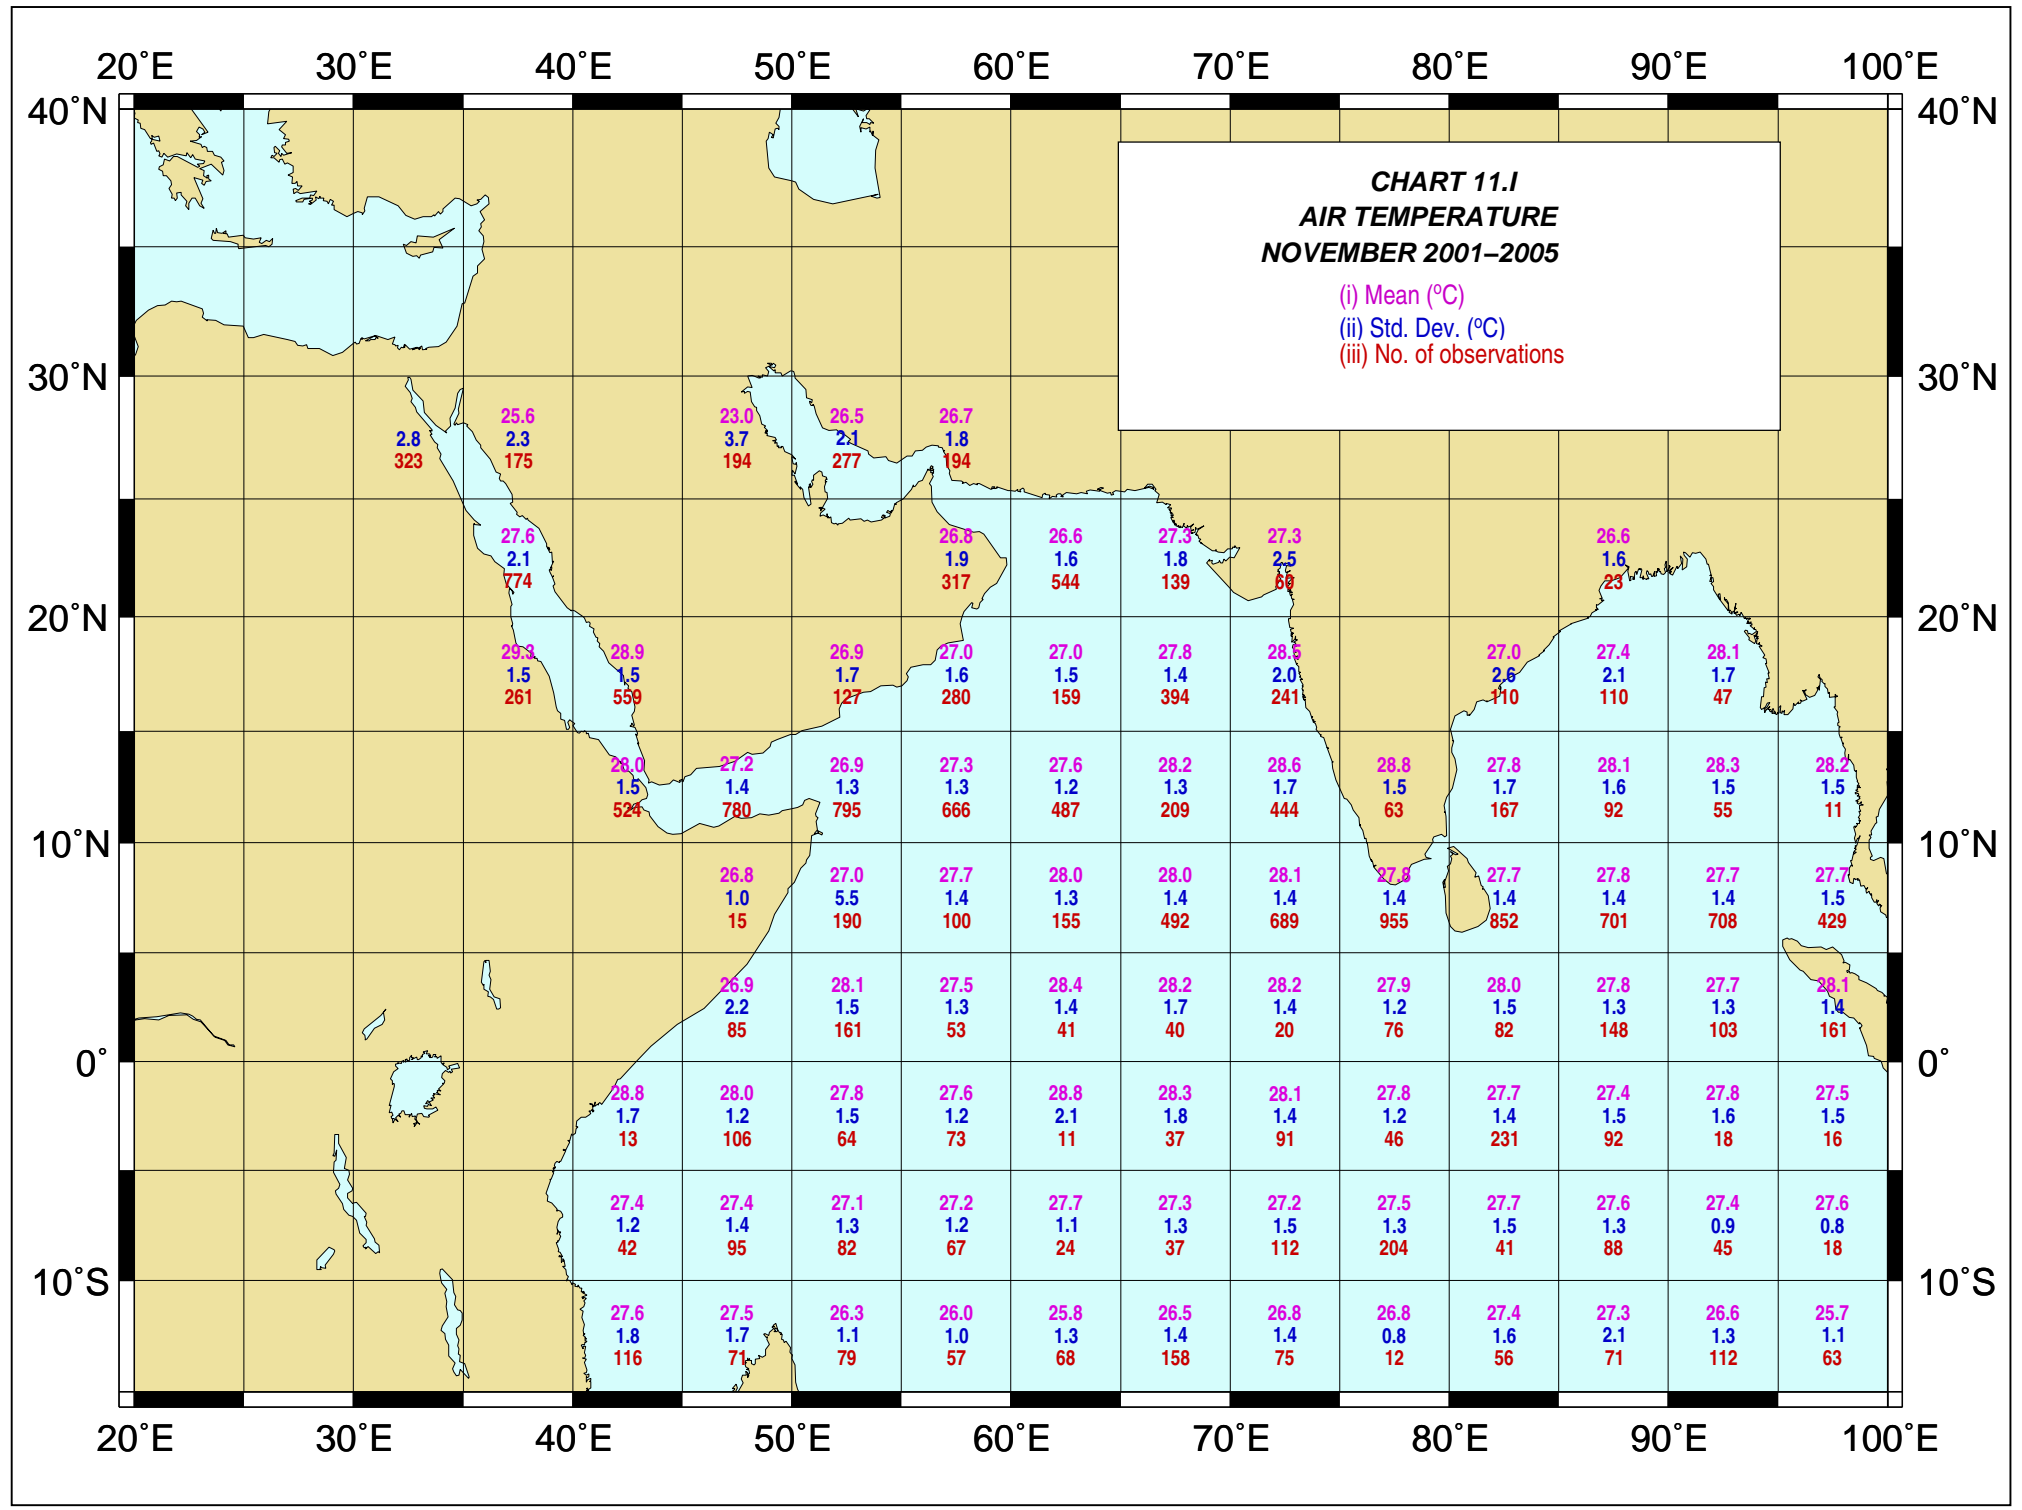 20°E 30°E 40°E 50°E 60°E 70°E 80°E 90°E 100°E
40°N 40°N
CHART 11.I
AIR TEMPERATURE
NOVEMBER 2001–2005
(i) Mean (ºC)
(ii) Std. Dev. (ºC)
(iii) No. of observations
30°N 30°N
25.6 23.0 26.5 26.7
2.8 2.3 3.7 2.1 1.8
323 175 194 277 194
27.6 26.8 26.6 27.3 27.3 26.6
2.1 1.9 1.6 1.8 2.5 1.6
774 317 544 139 60 23
20°N 20°N
29.3 28.9 26.9 27.0 27.0 27.8 28.5 27.0 27.4 28.1
1.5 1.5 1.7 1.6 1.5 1.4 2.0 2.6 2.1 1.7
261 559 127 280 159 394 241 110 110 47
28.0 27.2 26.9 27.3 27.6 28.2 28.6 28.8 27.8 28.1 28.3 28.2
1.5 1.4 1.3 1.3 1.2 1.3 1.7 1.5 1.7 1.6 1.5 1.5
524 780 795 666 487 209 444 63 167 92 55 11
10°N 10°N
26.8 27.0 27.7 28.0 28.0 28.1 27.8 27.7 27.8 27.7 27.7
1.0 5.5 1.4 1.3 1.4 1.4 1.4 1.4 1.4 1.4 1.5
15 190 100 155 492 689 955 852 701 708 429
26.9 28.1 27.5 28.4 28.2 28.2 27.9 28.0 27.8 27.7 28.1
2.2 1.5 1.3 1.4 1.7 1.4 1.2 1.5 1.3 1.3 1.4
85 161 53 41 40 20 76 82 148 103 161
0° 0°
28.8 28.0 27.8 27.6 28.8 28.3 28.1 27.8 27.7 27.4 27.8 27.5
1.7 1.2 1.5 1.2 2.1 1.8 1.4 1.2 1.4 1.5 1.6 1.5
13 106 64 73 11 37 91 46 231 92 18 16
27.4 27.4 27.1 27.2 27.7 27.3 27.2 27.5 27.7 27.6 27.4 27.6
1.2 1.4 1.3 1.2 1.1 1.3 1.5 1.3 1.5 1.3 0.9 0.8
42 95 82 67 24 37 112 204 41 88 45 18
10°S 10°S
27.6 27.5 26.3 26.0 25.8 26.5 26.8 26.8 27.4 27.3 26.6 25.7
1.8 1.7 1.1 1.0 1.3 1.4 1.4 0.8 1.6 2.1 1.3 1.1
116 71 79 57 68 158 75 12 56 71 112 63
20°E 30°E 40°E 50°E 60°E 70°E 80°E 90°E 100°E